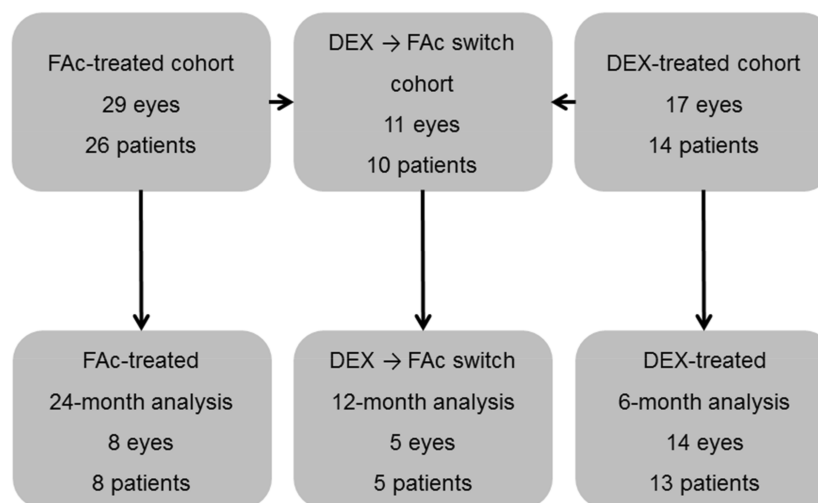 FAc-treated cohort
29 eyes
26 patients
DEX → FAc switch
cohort
11 eyes
10 patients
DEX-treated cohort
17 eyes
14 patients
FAc-treated
24-month analysis
8 eyes
8 patients
DEX → FAc switch
12-month analysis
5 eyes
5 patients
DEX-treated
6-month analysis
14 eyes
13 patients